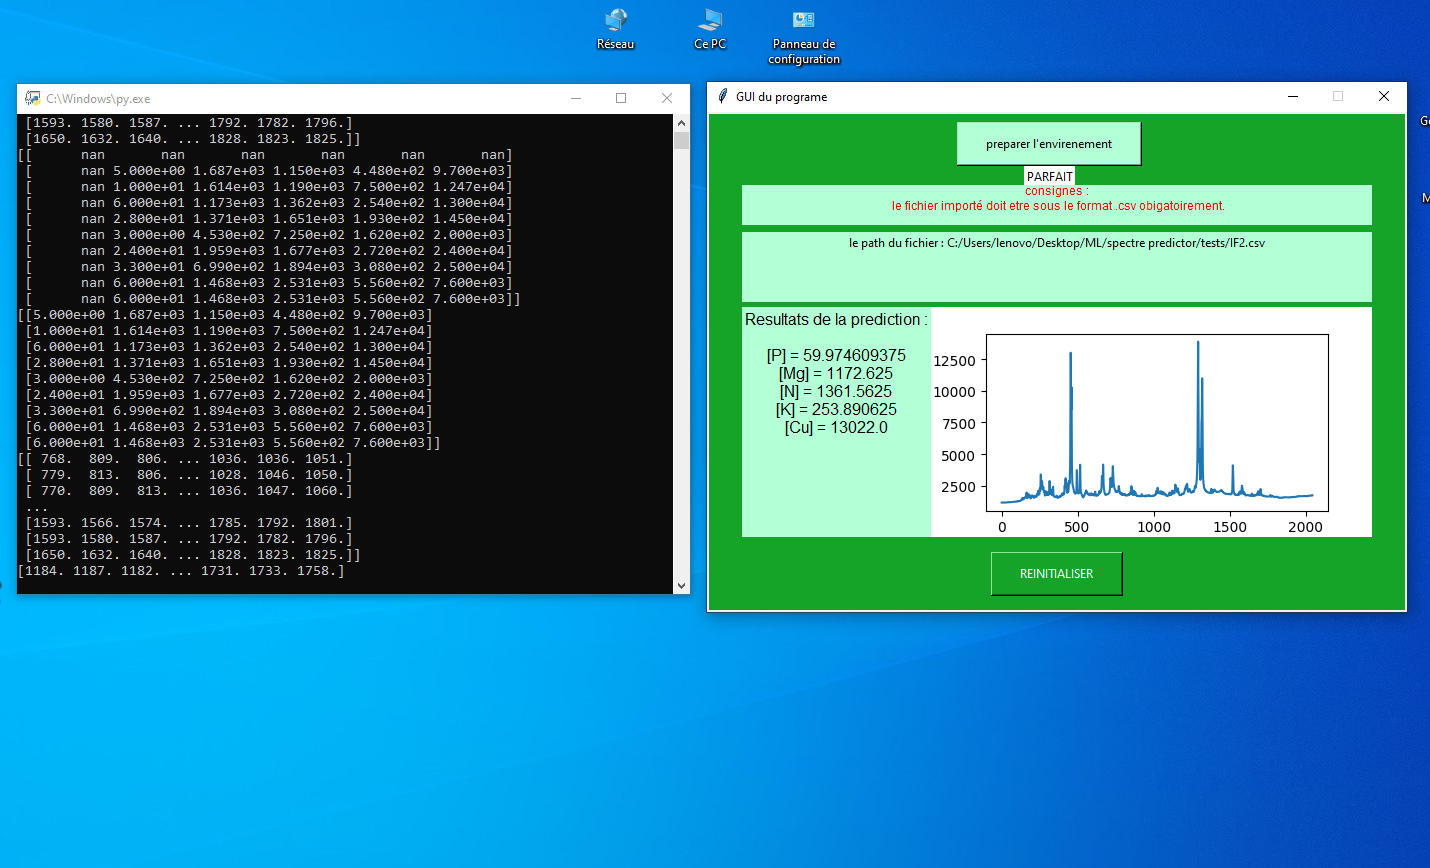 Réseau
Ce PC
Panneau de
configuration
C:\Windows\py.exe
[1593. 1580. 1587. ... 1792. 1782. 1796.]
[1650. 1632. 1640. ... 1828. 1823. 1825.]]
[[      nan       nan       nan       nan       nan       nan]
[       nan 5.000e+00 1.687e+03 1.150e+03 4.480e+02 9.700e+03]
[       nan 1.000e+01 1.614e+03 1.190e+03 7.500e+02 1.247e+04]
[       nan 6.000e+01 1.173e+03 1.362e+03 2.540e+02 1.300e+04]
[       nan 2.800e+01 1.371e+03 1.651e+03 1.930e+02 1.450e+04]
[       nan 3.000e+00 4.530e+02 7.250e+02 1.620e+02 2.000e+03]
[       nan 2.400e+01 1.959e+03 1.677e+03 2.720e+02 2.400e+04]
[       nan 3.300e+01 6.990e+02 1.894e+03 3.080e+02 2.500e+04]
[       nan 6.000e+01 1.468e+03 2.531e+03 5.560e+02 7.600e+03]
[       nan 6.000e+01 1.468e+03 2.531e+03 5.560e+02 7.600e+03]]
[[5.000e+00 1.687e+03 1.150e+03 4.480e+02 9.700e+03]
[1.000e+01 1.614e+03 1.190e+03 7.500e+02 1.247e+04]
[6.000e+01 1.173e+03 1.362e+03 2.540e+02 1.300e+04]
[2.800e+01 1.371e+03 1.651e+03 1.930e+02 1.450e+04]
[3.000e+00 4.530e+02 7.250e+02 1.620e+02 2.000e+03]
[2.400e+01 1.959e+03 1.677e+03 2.720e+02 2.400e+04]
[3.300e+01 6.990e+02 1.894e+03 3.080e+02 2.500e+04]
[6.000e+01 1.468e+03 2.531e+03 5.560e+02 7.600e+03]
[6.000e+01 1.468e+03 2.531e+03 5.560e+02 7.600e+03]]
[[ 768.  809.  806. ... 1036. 1036. 1051.]
[ 779.  813.  806. ... 1028. 1046. 1050.]
[ 770.  809.  813. ... 1036. 1047. 1060.]
...
[1593. 1566. 1574. ... 1785. 1792. 1801.]
[1593. 1580. 1587. ... 1792. 1782. 1796.]
[1650. 1632. 1640. ... 1828. 1823. 1825.]]
[1184. 1187. 1182. ... 1731. 1733. 1758.]
GUI du programe
preparer l'envirenement
PARFAIT
consignes :
le fichier importé doit etre sous le format .csv obigatoirement.
le path du fichier : C:/Users/lenovo/Desktop/ML/spectre predictor/tests/IF2.csv
Resultats de la prediction :
[P] = 59.974609375
[Mg] = 1172.625
[N] = 1361.5625
[K] = 253.890625
[Cu] = 13022.0
12500
10000
7500
5000
2500
0 500 1000 1500 2000
REINITIALISER